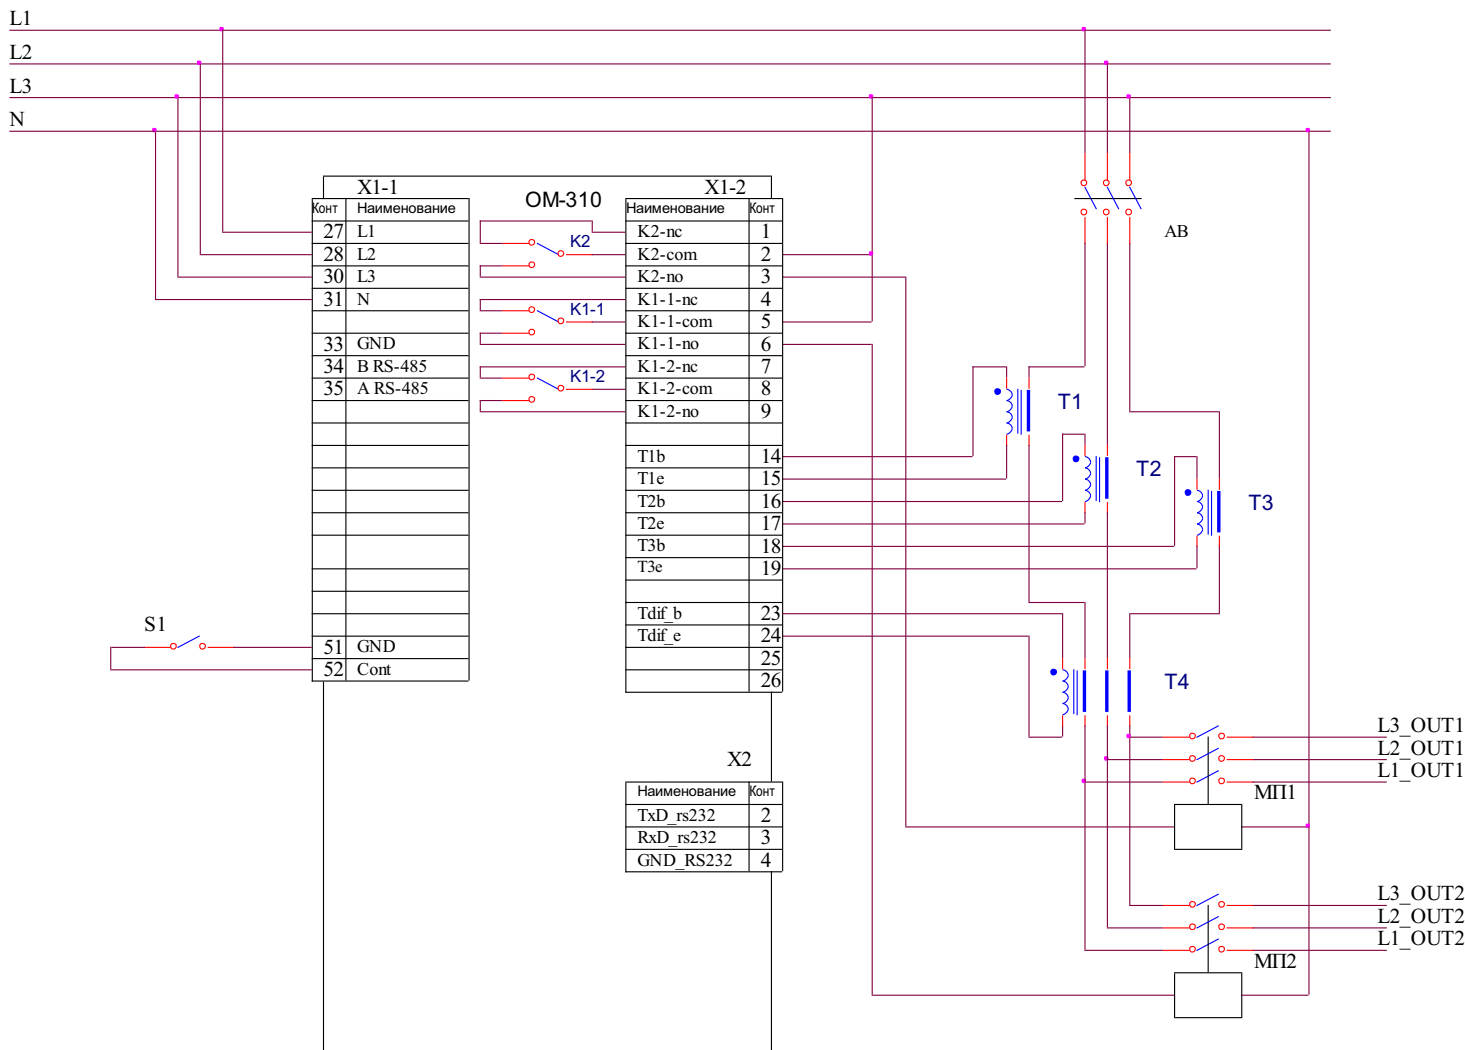 L1
L2
L3
N
X1-1
OM-310
X1-2
Конт Наименование
27 L1
28 L2
30 L3
31 N
33 GND
34 B RS-485
35 A RS-485
51 GND
52 Cont
S1
K2
K1-1
K1-2
Наименование Конт
K2-nc 1
K2-com 2
K2-no 3
K1-1-nc 4
K1-1-com 5
K1-1-no 6
K1-2-nc 7
K1-2-com 8
K1-2-no 9
T1b 14
T1e 15
T2b 16
T2e 17
T3b 18
T3e 19
Tdif_b 23
Tdif_e 24
25
26
X2
Наименование Конт
TxD_rs232 2
RxD_rs232 3
GND_RS232 4
АВ
T1
T2
T3
T4
L3_OUT1
L2_OUT1
L1_OUT1
МП1
L3_OUT2
L2_OUT2
L1_OUT2
МП2